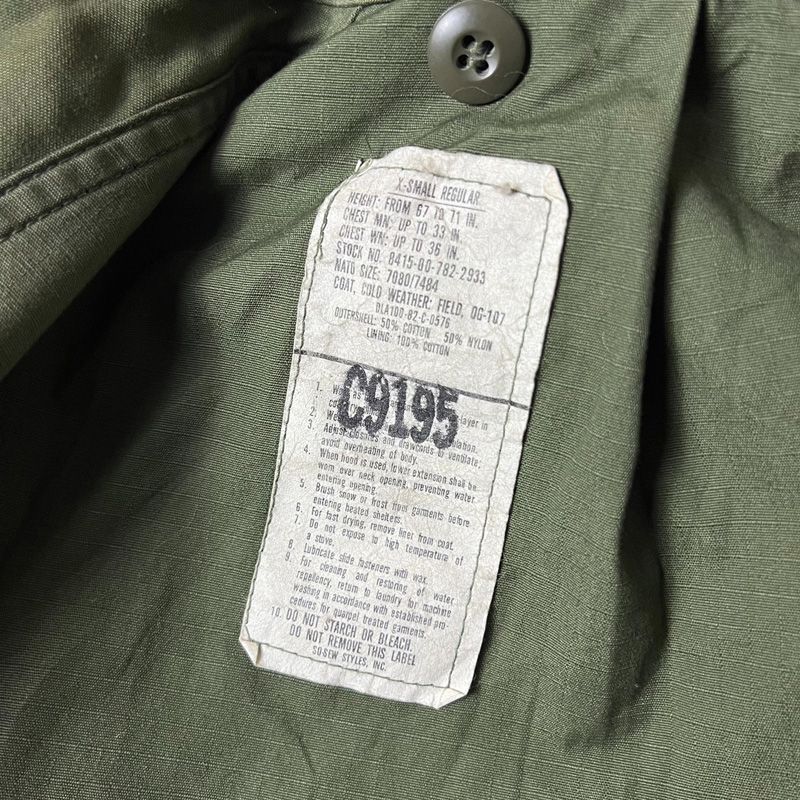 X-SMALL REGULAR
HEIGHT: FROM 67 TO 71 IN.
CHEST MN: UP TO 33 IN
CHEST WN: UP TO 36 IN.
STOCK NO. 8415-00-782-2933
NATO SIZE: 7080/7484
COAT, COLD WEATHER: FIELD, OG-107
DLA100-82-C-0576
OUTERSHELL: 50% COTTON 50% NYLON
LINING: 100% COTTON
C9195
1.
layer in
2.
3. Adjust closures and drawcords to ventilate;
avoid overheating of body.
4. When hood is used, lower extension shall be
worn over neck opening, preventing water
entering opening.
5. Brush snow or frost from garments before
entering heated shelters.
6. For fast drying, remove liner from coat.
7. Do not expose to high temperature of
a stove.
8. Lubricate slide fasteners with wax.
9. For cleaning and restoring of water
repellency, return to laundry for machine
washing in accordance with established pro-
cedures for quarpel treated garments.
10. DO NOT STARCH OR BLEACH.
DO NOT REMOVE THIS LABEL
SO-SEW STYLES, INC.